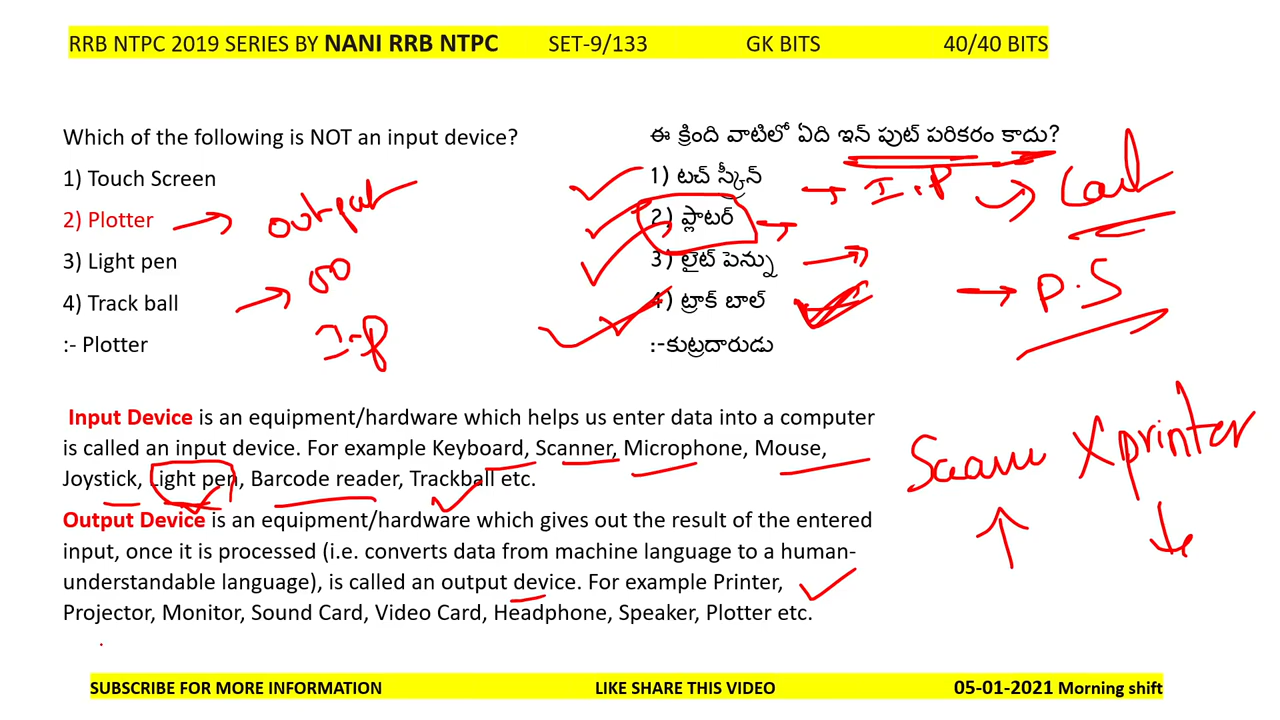 RRB NTPC 2019 SERIES BY NANI RRB NTPC SET-9/133 GK BITS 40/40 BITS
Which of the following is NOT an input device?
1) Touch Screen
2) Plotter
3) Light pen
4) Track ball
:- Plotter
output
I-P
ఈ క్రింది వాటిలో ఏది ఇన్ పుట్ పరికరం కాదు?
1) టచ్ స్క్రీన్
2) ప్లాటర్
3) లైట్ పెన్ను
4) ట్రాక్ బాల్
:-కుట్రదారుడు
I.P
P.S
Input Device is an equipment/hardware which helps us enter data into a computer
is called an input device. For example Keyboard, Scanner, Microphone, Mouse,
Joystick, Light pen, Barcode reader, Trackball etc.
Output Device is an equipment/hardware which gives out the result of the entered
input, once it is processed (i.e. converts data from machine language to a human-
understandable language), is called an output device. For example Printer,
Projector, Monitor, Sound Card, Video Card, Headphone, Speaker, Plotter etc.
X printer
SUBSCRIBE FOR MORE INFORMATION LIKE SHARE THIS VIDEO 05-01-2021 Morning shift